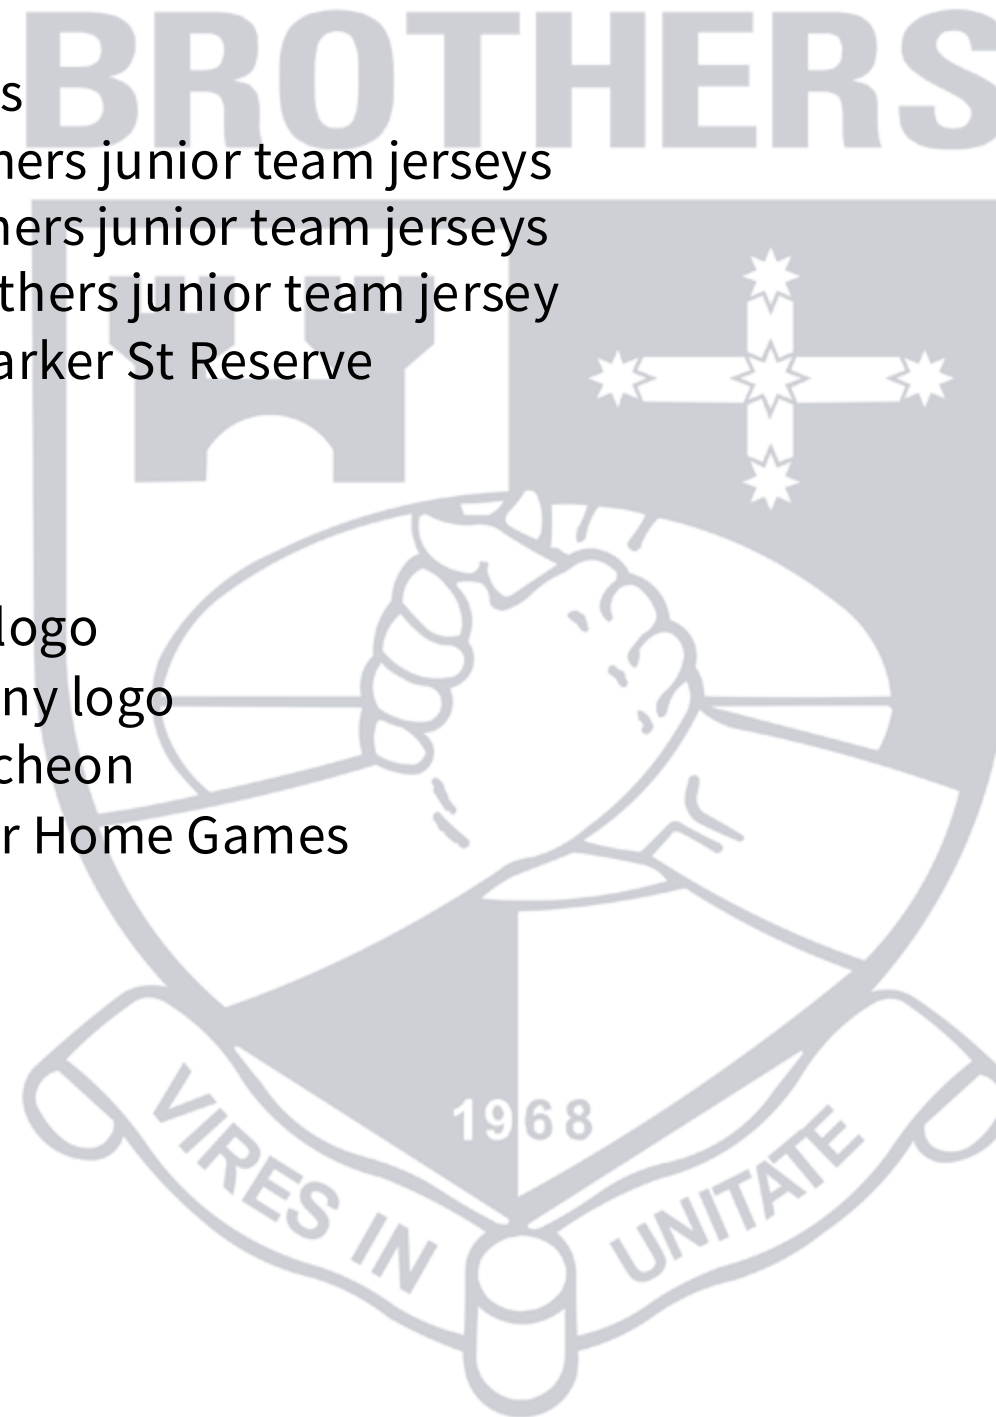 BROTHERS
s
hers junior team jerseys
hers junior team jerseys
thers junior team jersey
arker St Reserve
logo
ny logo
cheon
r Home Games
1968
VIRES IN UNITATE